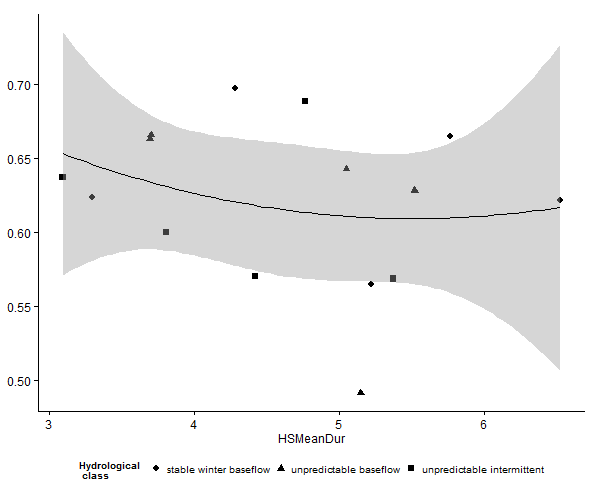 0.70
0.65
0.60
0.55
0.50
3 4 5 6
HSMeanDur
Hydrological
class
stable winter baseflow unpredictable baseflow unpredictable intermittent